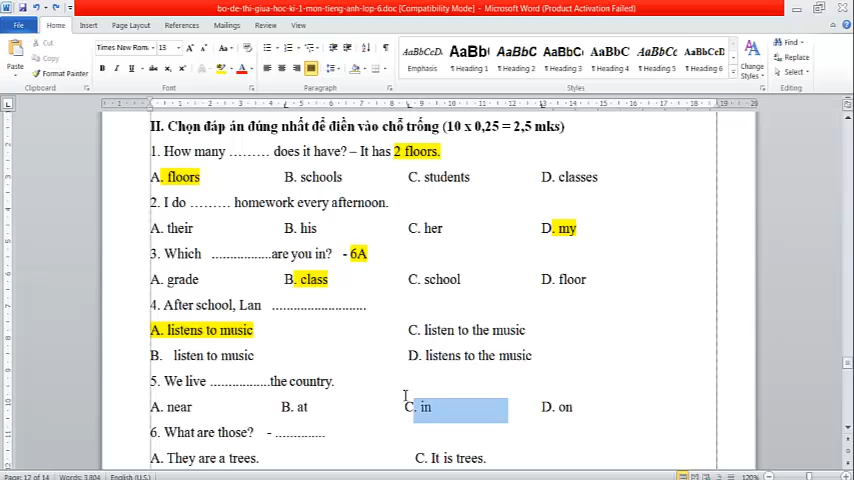 bo-de-thi-giua-hoc-ki-1-mon-tieng-anh-lop-6.doc [Compatibility Mode] - Microsoft Word (Product Activation Failed)
File Home Insert Page Layout References Mailings Review View
Cut
Copy
Format Painter
Paste
Clipboard
Times New Rom 13
Font
Paragraph
AaBbCcDc AaBbC AaBbC AaBbCc AaBbC AaBbCc AaBbCcD
Emphasis ¶ Heading 1 ¶ Heading 2 ¶ Heading 3 ¶ Heading 4 ¶ Heading 5 ¶ Heading 6
Styles
Change Styles
Find
Replace
Select
Editing
II. Chọn đáp án đúng nhất để điền vào chỗ trống (10 x 0,25 = 2,5 mks)
1. How many ……… does it have? – It has 2 floors.
A. floors B. schools C. students D. classes
2. I do ……… homework every afternoon.
A. their B. his C. her D. my
3. Which .................are you in? - 6A
A. grade B. class C. school D. floor
4. After school, Lan ...........................
A. listens to music C. listen to the music
B. listen to music D. listens to the music
5. We live .................the country.
A. near B. at C. in D. on
6. What are those? - ..............
A. They are a trees. C. It is trees.
Page: 12 of 14 Words: 3,804 English (U.S.) 120%